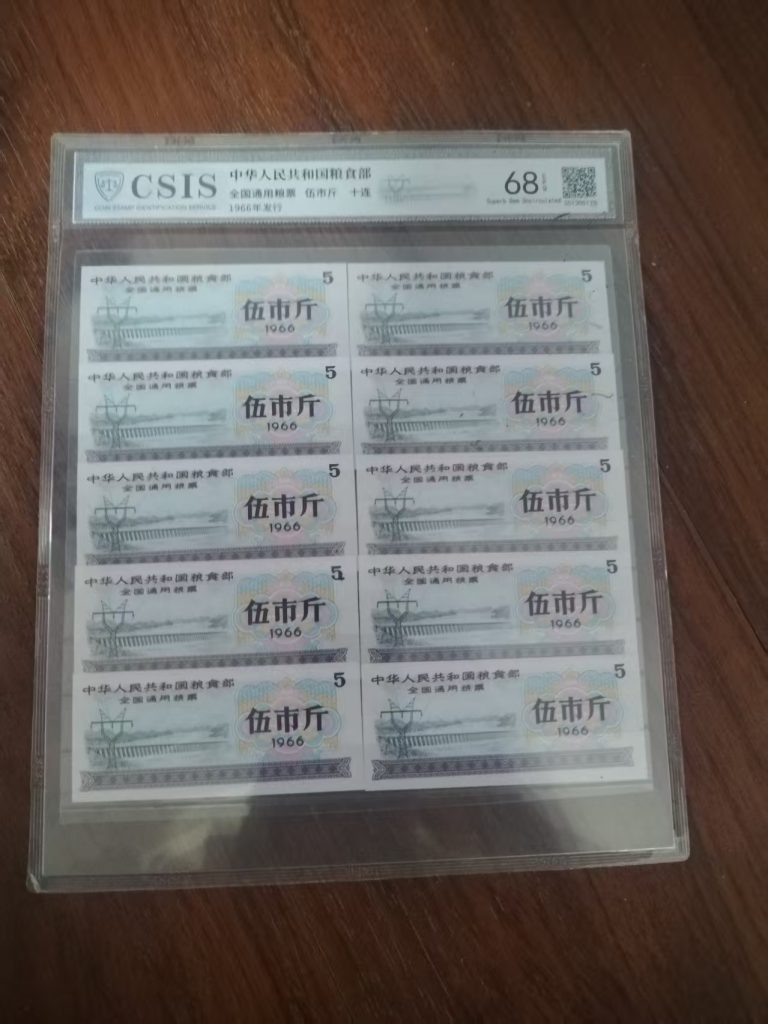 CSIS
COIN STAMP IDENTIFICATION SERVICE
中华人民共和国粮食部
全国通用粮票 伍市斤 十连
1966年发行
68
Superb Gem Uncirculated
中华人民共和国粮食部 5
全国通用粮票
伍市斤
1966
中华人民共和国粮食部 5
全国通用粮票
伍市斤
1966
中华人民共和国粮食部 5
全国通用粮票
伍市斤
1966
中华人民共和国粮食部 5
全国通用粮票
伍市斤
1966
中华人民共和国粮食部 5
全国通用粮票
伍市斤
1966
中华人民共和国粮食部 5
全国通用粮票
伍市斤
1966
中华人民共和国粮食部 5
全国通用粮票
伍市斤
1966
中华人民共和国粮食部 5
全国通用粮票
伍市斤
1966
中华人民共和国粮食部 5
全国通用粮票
伍市斤
1966
中华人民共和国粮食部 5
全国通用粮票
伍市斤
1966